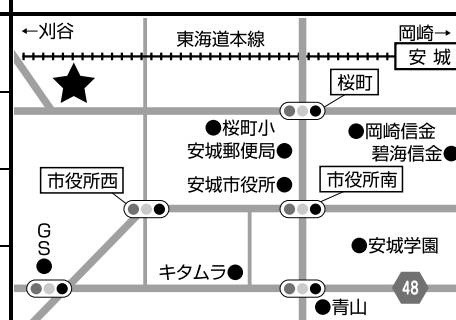 ←刈谷
東海道本線
岡崎→
安城
桜町
桜町小
岡崎信金
安城郵便局
碧海信金
安城市役所
市役所西
市役所南
GS
安城学園
キタムラ
48
青山